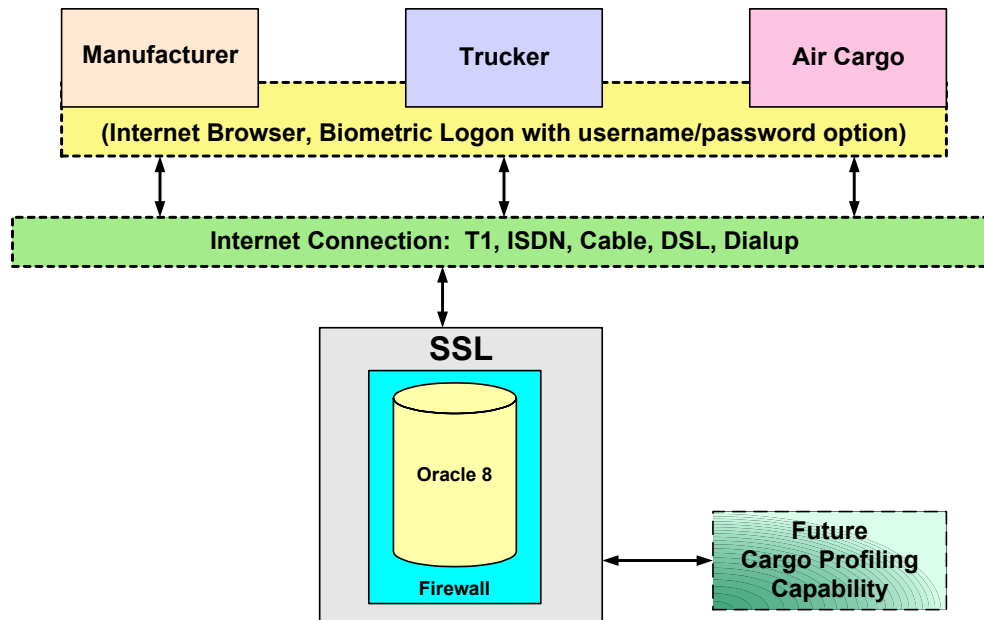 Manufacturer
Trucker
Air Cargo
(Internet Browser, Biometric Logon with username/password option)
Internet Connection:  T1, ISDN, Cable, DSL, Dialup
SSL
Oracle 8
Firewall
Future
Cargo Profiling
Capability